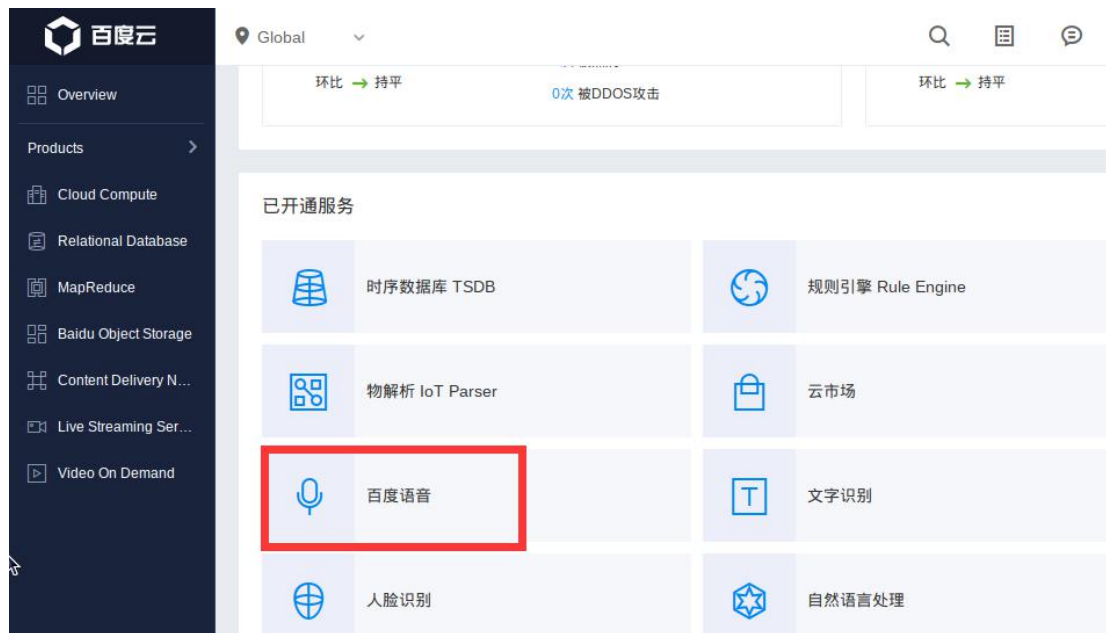 百度云
Global
Overview
Products
Cloud Compute
Relational Database
MapReduce
Baidu Object Storage
Content Delivery N...
Live Streaming Ser...
Video On Demand
环比 → 持平
0次 被DDOS攻击
环比 → 持平
已开通服务
时序数据库 TSDB
规则引擎 Rule Engine
物解析 IoT Parser
云市场
百度语音
文字识别
人脸识别
自然语言处理